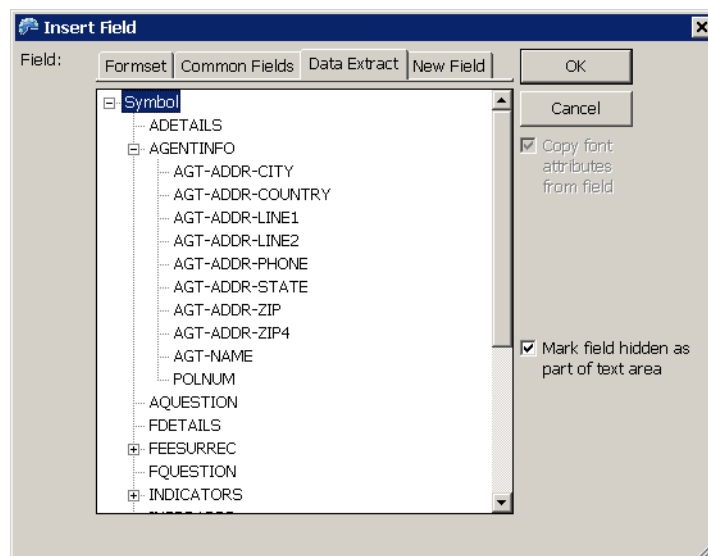 Insert Field
Field:
Formset
Common Fields
Data Extract
New Field
OK
Cancel
Copy font
attributes
from field
Mark field hidden as
part of text area
Symbol
ADETAILS
AGENTINFO
AGT-ADDR-CITY
AGT-ADDR-COUNTRY
AGT-ADDR-LINE1
AGT-ADDR-LINE2
AGT-ADDR-PHONE
AGT-ADDR-STATE
AGT-ADDR-ZIP
AGT-ADDR-ZIP4
AGT-NAME
POLNUM
AQUESTION
FDETAILS
FEESURREC
FQUESTION
INDICATORS